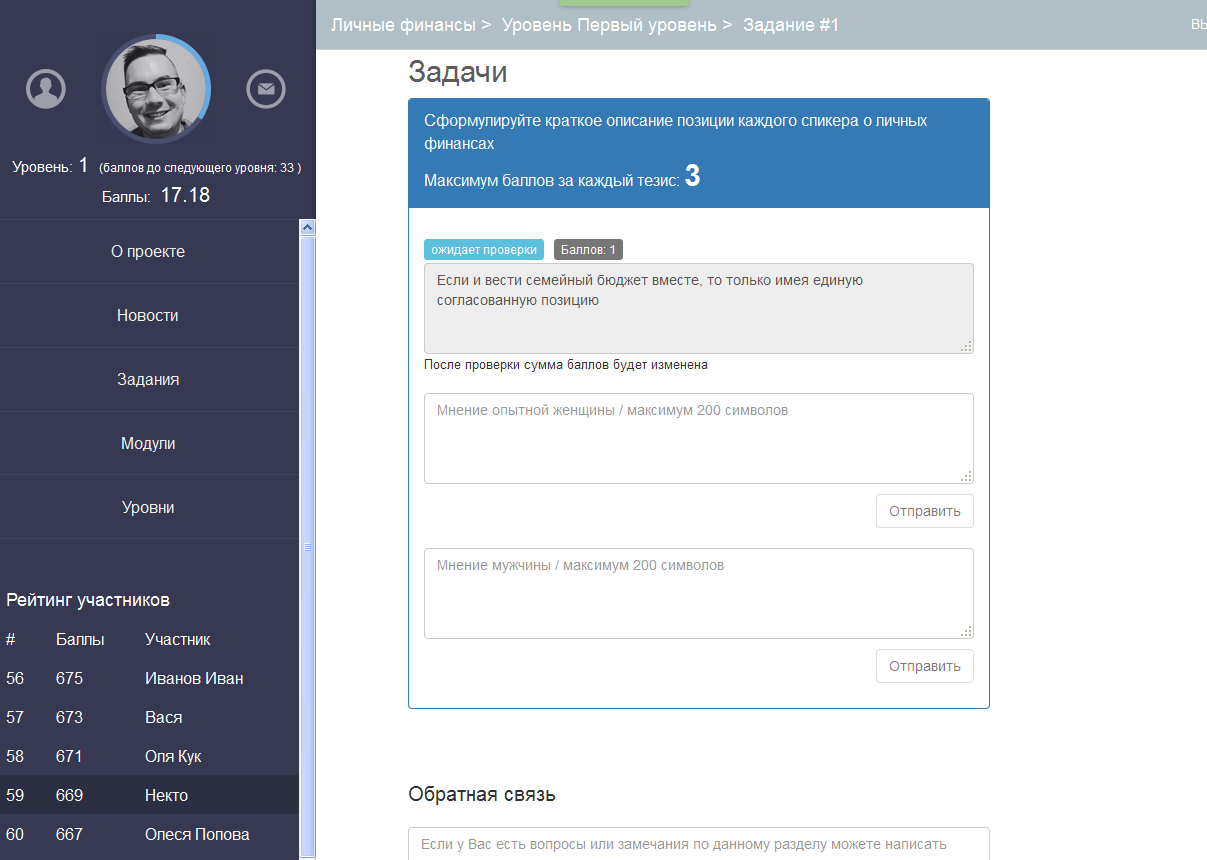 Личные финансы > Уровень Первый уровень > Задание #1
Уровень: 1 (баллов до следующего уровня: 33 )
Баллы: 17.18
О проекте
Новости
Задания
Модули
Уровни
Рейтинг участников
# Баллы Участник
56 675 Иванов Иван
57 673 Вася
58 671 Оля Кук
59 669 Некто
60 667 Олеся Попова
Задачи
Сформулируйте краткое описание позиции каждого спикера о личных
финансах
Максимум баллов за каждый тезис: 3
ожидает проверки Баллов: 1
Если и вести семейный бюджет вместе, то только имея единую
согласованную позицию
После проверки сумма баллов будет изменена
Мнение опытной женщины / максимум 200 символов
Отправить
Мнение мужчины / максимум 200 символов
Отправить
Обратная связь
Если у Вас есть вопросы или замечания по данному разделу можете написать